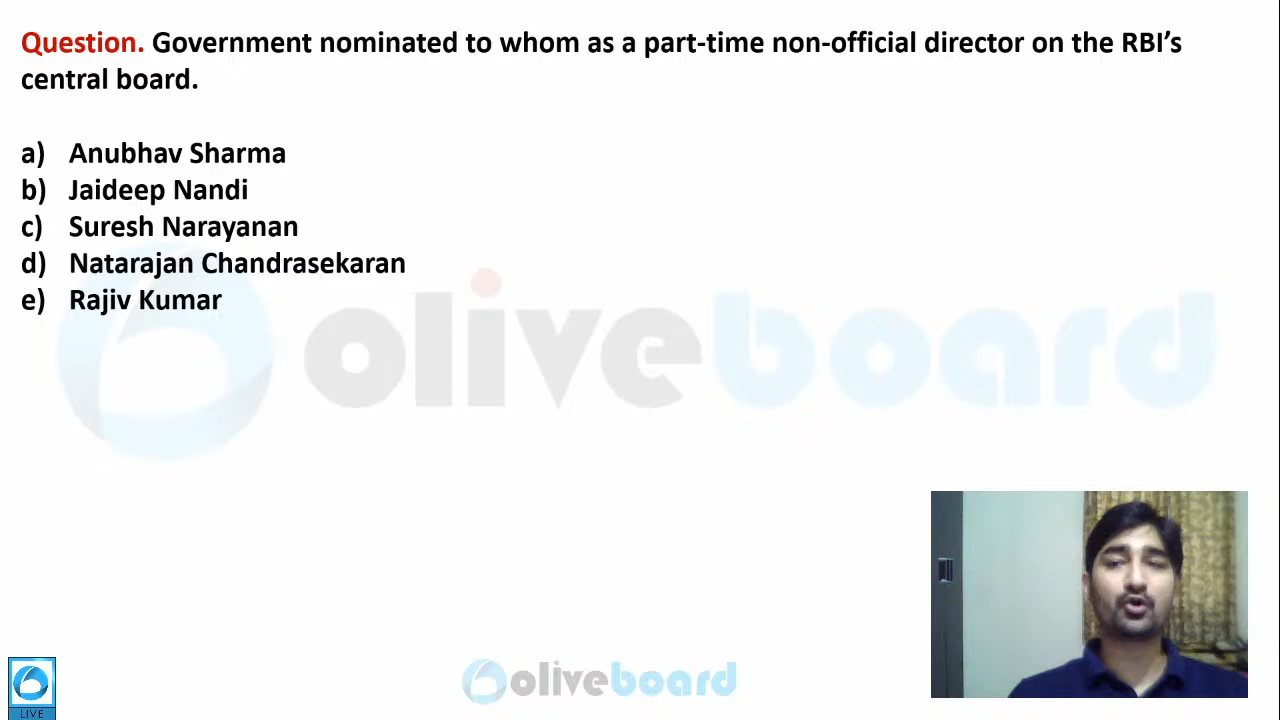 Question. Government nominated to whom as a part-time non-official director on the RBI’s
central board.
a) Anubhav Sharma
b) Jaideep Nandi
c) Suresh Narayanan
d) Natarajan Chandrasekaran
e) Rajiv Kumar
oliveboard
oliveboard
LIVE